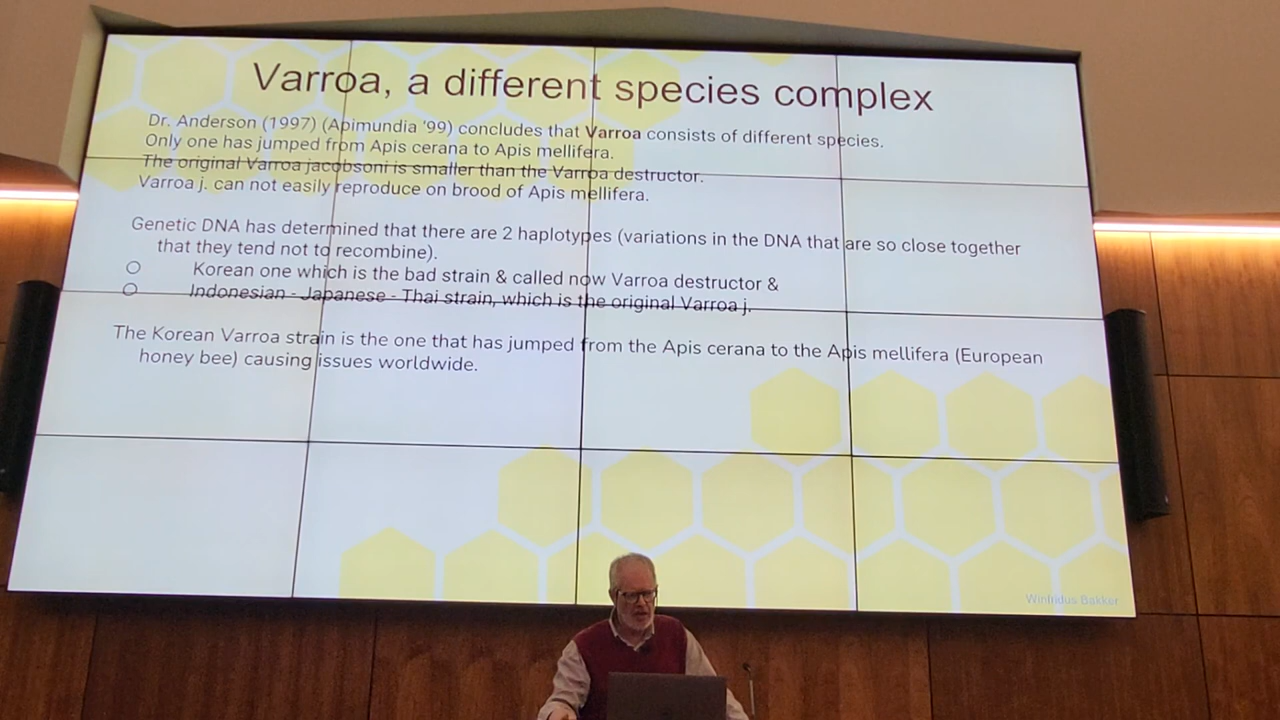 Varroa, a different species complex
Dr. Anderson (1997) (Apimundia '99) concludes that Varroa consists of different species.
Only one has jumped from Apis cerana to Apis mellifera.
The original Varroa jacobsoni is smaller than the Varroa destructor.
Varroa j. can not easily reproduce on brood of Apis mellifera.
Genetic DNA has determined that there are 2 haplotypes (variations in the DNA that are so close together
that they tend not to recombine).
Korean one which is the bad strain & called now Varroa destructor &
Indonesian - Japanese - Thai strain, which is the original Varroa j.
The Korean Varroa strain is the one that has jumped from the Apis cerana to the Apis mellifera (European
honey bee) causing issues worldwide.
Winfridus Bakker